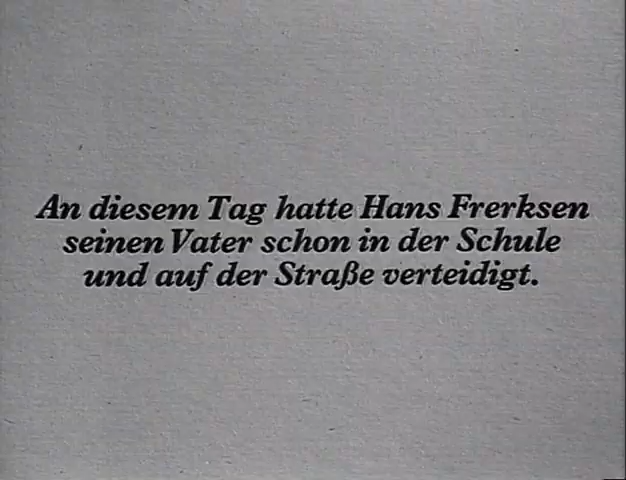 An diesem Tag hatte Hans Frerksen
seinen Vater schon in der Schule
und auf der Straße verteidigt.